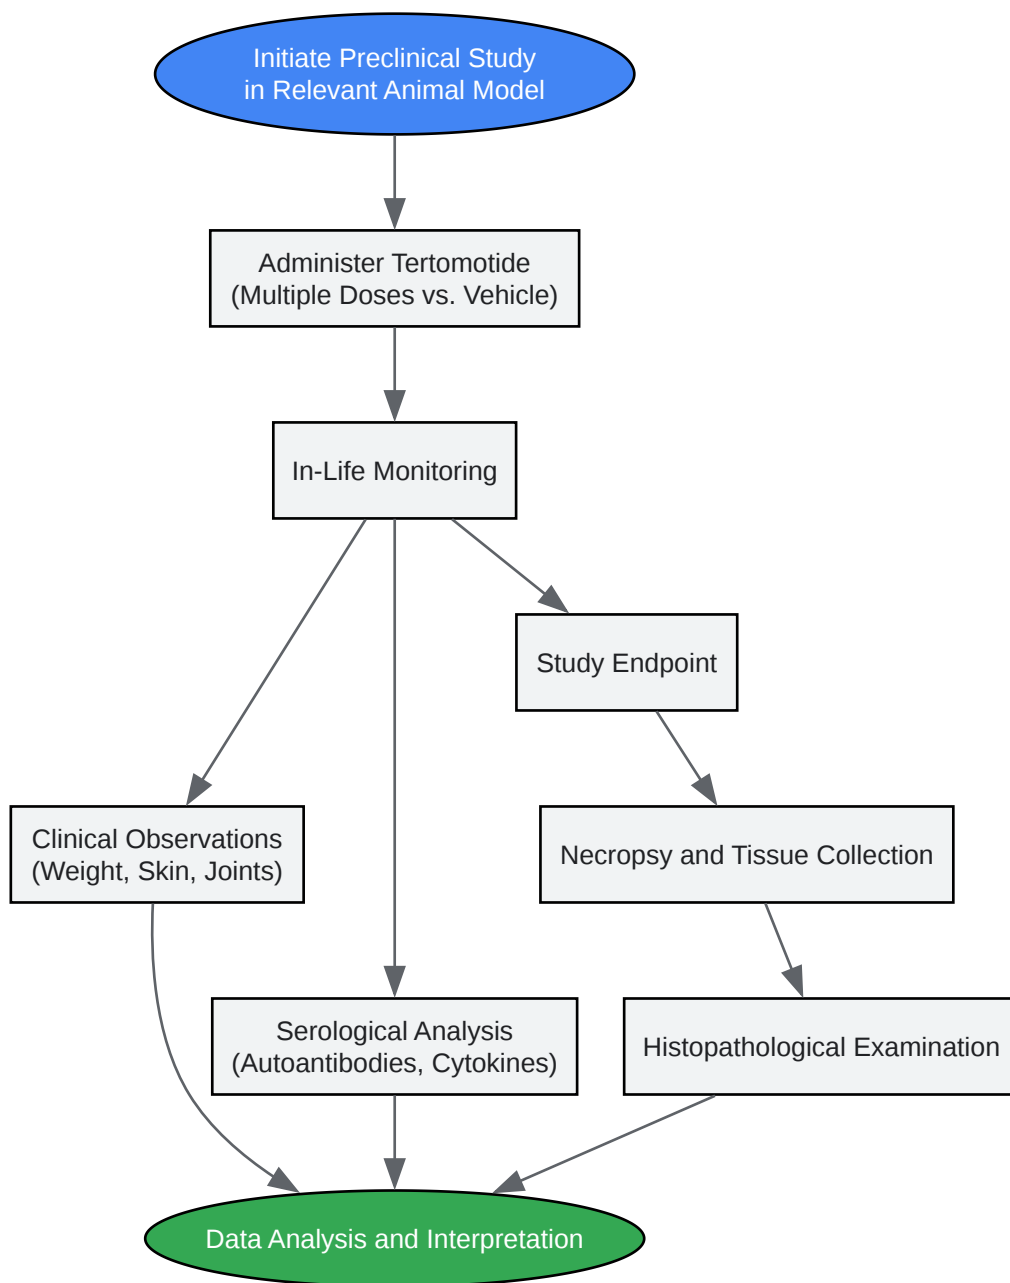 Initiate Preclinical Study
in Relevant Animal Model
Administer Tertomotide
(Multiple Doses vs. Vehicle)
In-Life Monitoring
Study Endpoint
Clinical Observations
(Weight, Skin, Joints)
Necropsy and Tissue Collection
Serological Analysis
(Autoantibodies, Cytokines)
Histopathological Examination
Data Analysis and Interpretation